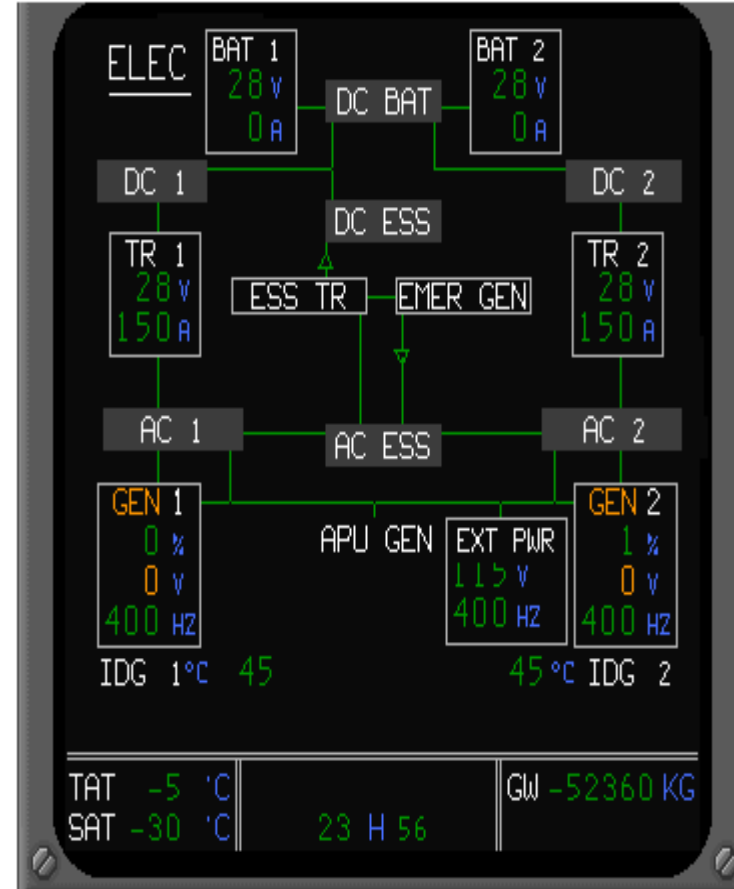 ELEC
BAT 1
28 V
0 A
DC BAT
BAT 2
28 V
0 A
DC 1
DC 2
DC ESS
TR 1
28 V
150 A
ESS TR
EMER GEN
TR 2
28 V
150 A
AC 1
AC ESS
AC 2
GEN 1
0 %
0 V
400 HZ
APU GEN
EXT PWR
115 V
400 HZ
GEN 2
1 %
0 V
400 HZ
IDG 1 °C 45
45 °C IDG 2
TAT -5 °C
SAT -30 °C
23 H 56
GW -52360 KG